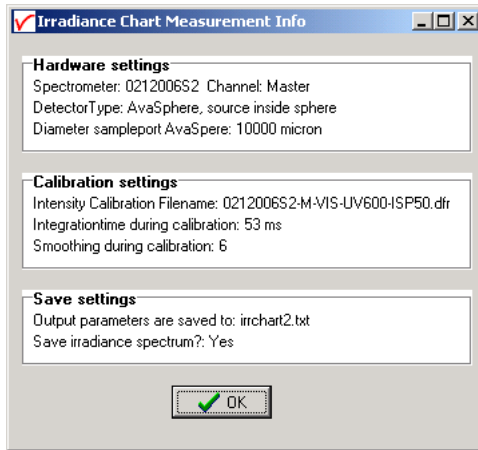 Irradiance Chart Measurement Info
Hardware settings
Spectrometer: 0212006S2 Channel: Master
DetectorType: AvaSphere, source inside sphere
Diameter sampleport AvaSpere: 10000 micron
Calibration settings
Intensity Calibration Filename: 0212006S2-M-VIS-UV600-ISP50.dfr
Integrationtime during calibration: 53 ms
Smoothing during calibration: 6
Save settings
Output parameters are saved to: irrchart2.txt
Save irradiance spectrum?: Yes
OK